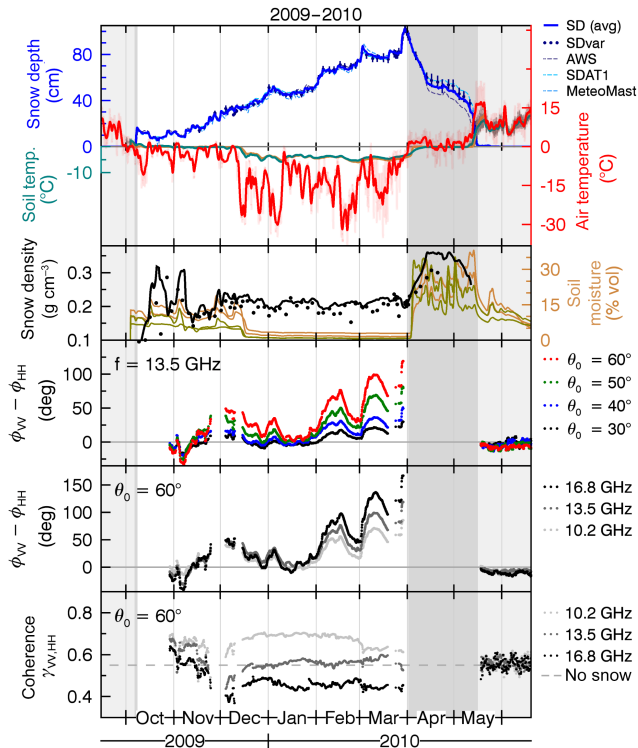 2009−2010
SD (avg)
SDvar
AWS
SDAT1
MeteoMast
Snow depth
(cm)
80
40
0
Soil temp.
(°C)
-10
15
0
-15
-30
Air temperature
(°C)
Snow density
(g cm⁻³)
0.3
0.2
0.1
30
15
0
Soil
moisture
(% vol)
f = 13.5 GHz
ϕVV − ϕHH
(deg)
100
50
0
θ0 = 60°
θ0 = 50°
θ0 = 40°
θ0 = 30°
θ0 = 60°
ϕVV − ϕHH
(deg)
150
100
50
0
16.8 GHz
13.5 GHz
10.2 GHz
θ0 = 60°
Coherence
γVV,HH
0.8
0.6
0.4
10.2 GHz
13.5 GHz
16.8 GHz
No snow
Oct Nov Dec Jan Feb Mar Apr May
2009 2010